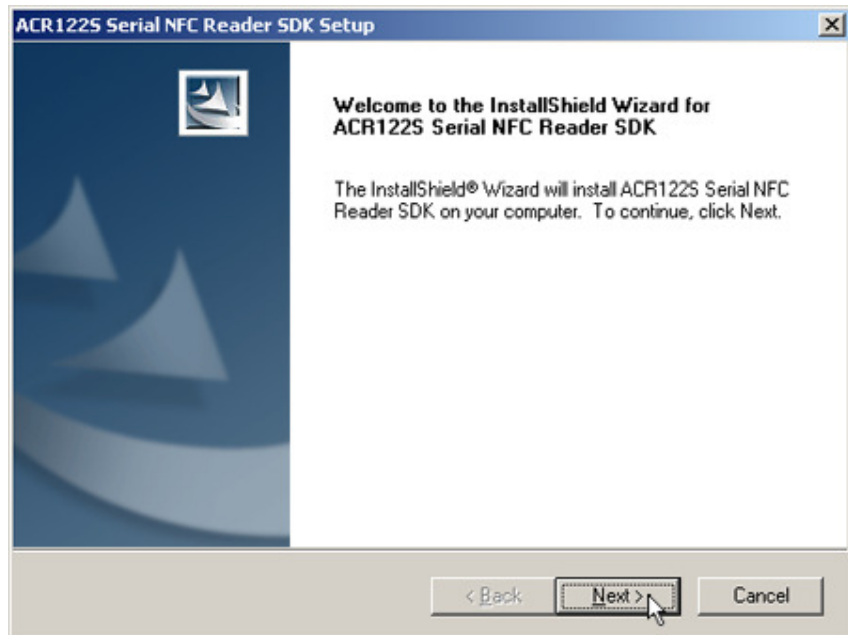 ACR122S Serial NFC Reader SDK Setup
Welcome to the InstallShield Wizard for
ACR122S Serial NFC Reader SDK
The InstallShield® Wizard will install ACR122S Serial NFC
Reader SDK on your computer. To continue, click Next.
< Back
Next >
Cancel